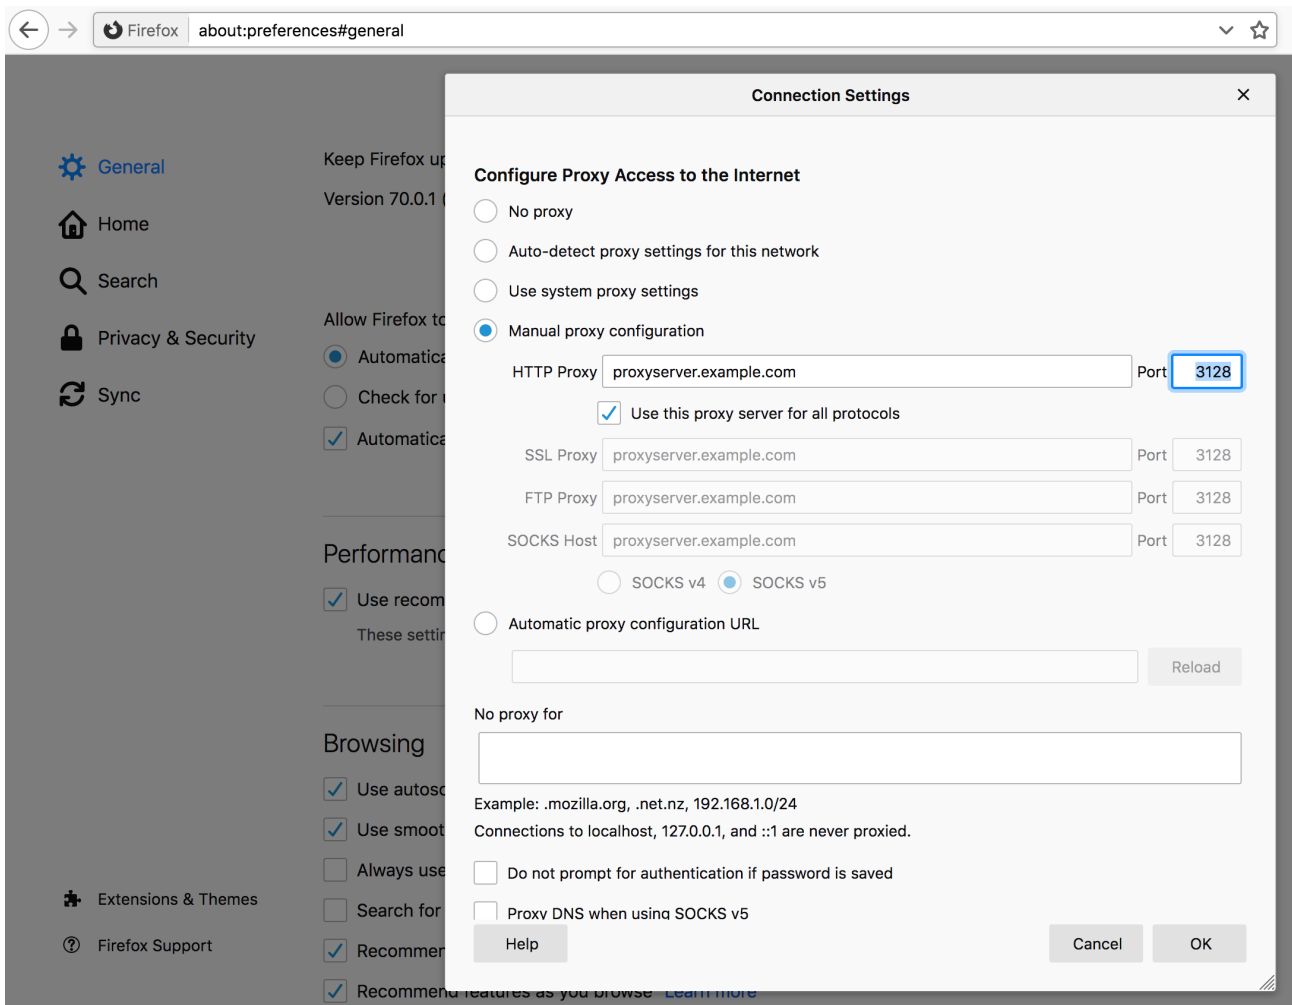 Firefox about:preferences#general
Connection Settings
General
Home
Search
Privacy & Security
Sync
Extensions & Themes
Firefox Support
Keep Firefox up
Version 70.0.1 (
Allow Firefox to
Automatica
Check for u
Automatica
Performanc
Use recom
These settin
Browsing
Use autosc
Use smoot
Always use
Search for
Recommen
Recommend features as you browse Learn more
Configure Proxy Access to the Internet
No proxy
Auto-detect proxy settings for this network
Use system proxy settings
Manual proxy configuration
HTTP Proxy proxyserver.example.com Port 3128
Use this proxy server for all protocols
SSL Proxy proxyserver.example.com Port 3128
FTP Proxy proxyserver.example.com Port 3128
SOCKS Host proxyserver.example.com Port 3128
SOCKS v4 SOCKS v5
Automatic proxy configuration URL
Reload
No proxy for
Example: .mozilla.org, .net.nz, 192.168.1.0/24
Connections to localhost, 127.0.0.1, and ::1 are never proxied.
Do not prompt for authentication if password is saved
Proxy DNS when using SOCKS v5
Help Cancel OK